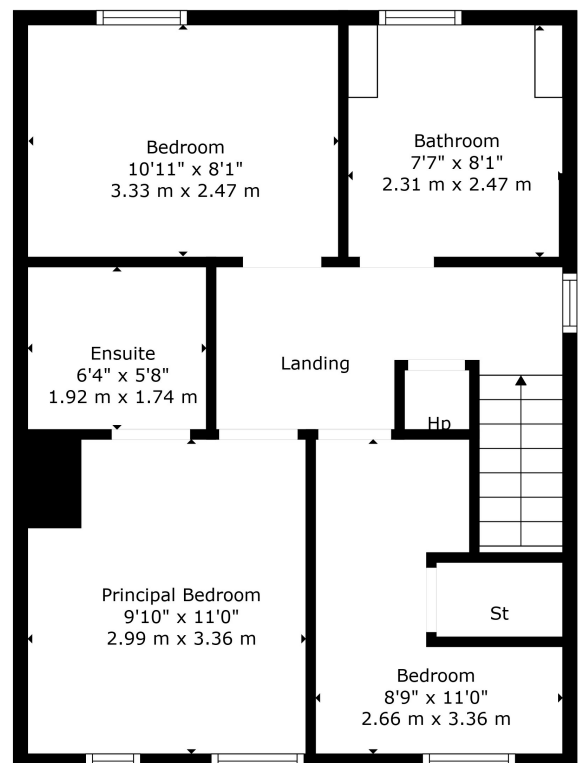 Bedroom
10'11" x 8'1"
3.33 m x 2.47 m
Bathroom
7'7" x 8'1"
2.31 m x 2.47 m
Ensuite
6'4" x 5'8"
1.92 m x 1.74 m
Landing
Hp
Principal Bedroom
9'10" x 11'0"
2.99 m x 3.36 m
St
Bedroom
8'9" x 11'0"
2.66 m x 3.36 m